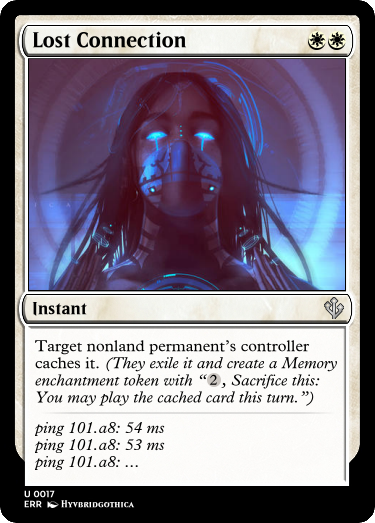 Lost Connection
Instant
Target nonland permanent's controller
caches it. (They exile it and create a Memory
enchantment token with “2, Sacrifice this:
You may play the cached card this turn.”)
ping 101.a8: 54 ms
ping 101.a8: 53 ms
ping 101.a8: …
U 0017
ERR HYVBRIDGOTHICA